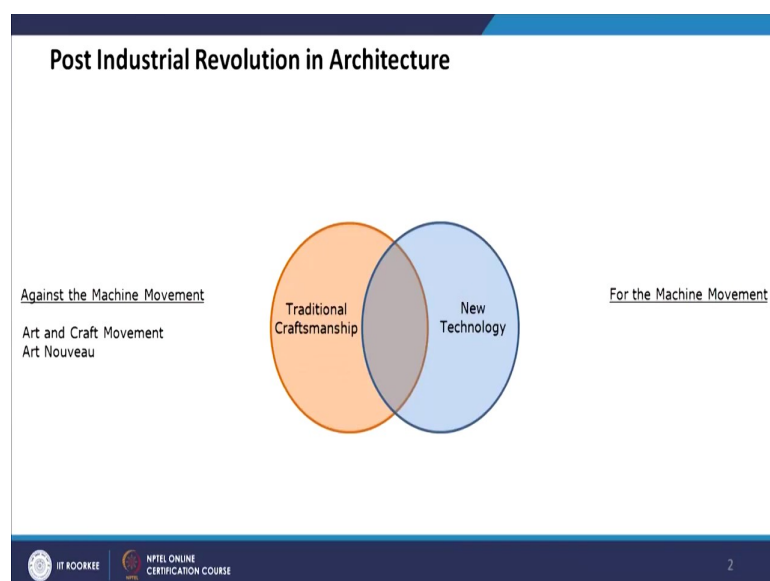 Post Industrial Revolution in Architecture
Against the Machine Movement
Art and Craft Movement
Art Nouveau
Traditional
Craftsmanship
New
Technology
For the Machine Movement
IIT ROORKEE
NPTEL ONLINE
CERTIFICATION COURSE
2